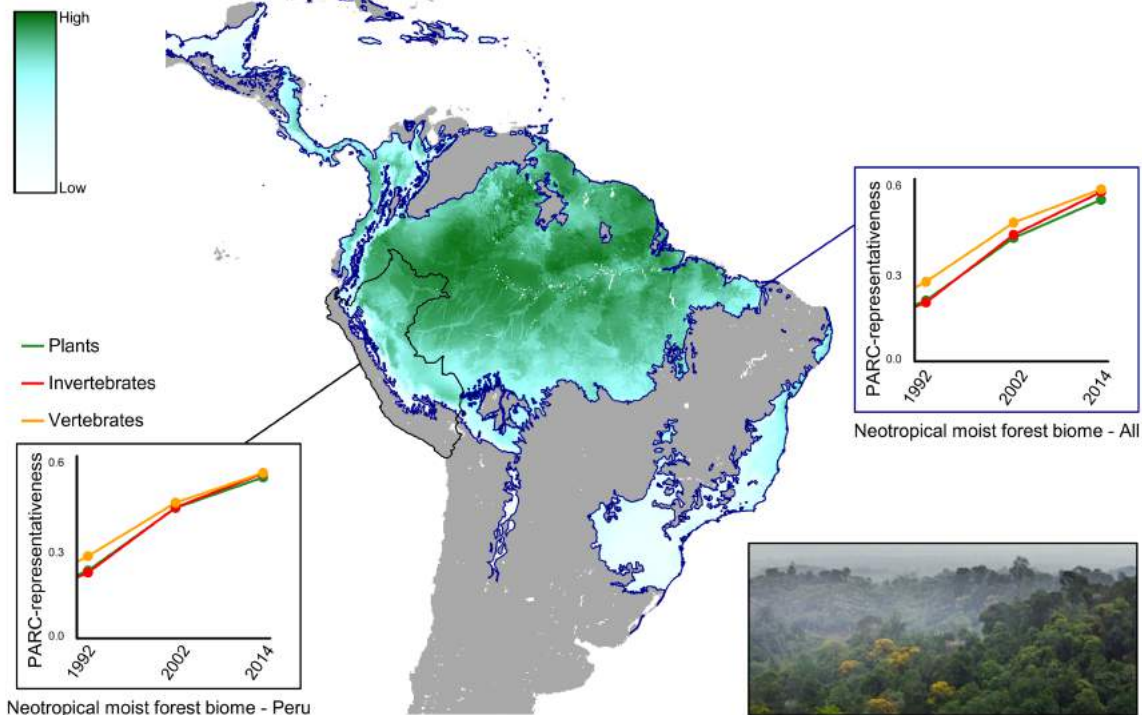 High
Low
Plants
Invertebrates
Vertebrates
PARC-representativeness
0.6
0.3
0.0
1992
2002
2014
Neotropical moist forest biome - All
PARC-representativeness
0.6
0.3
0.0
1992
2002
2014
Neotropical moist forest biome - Peru